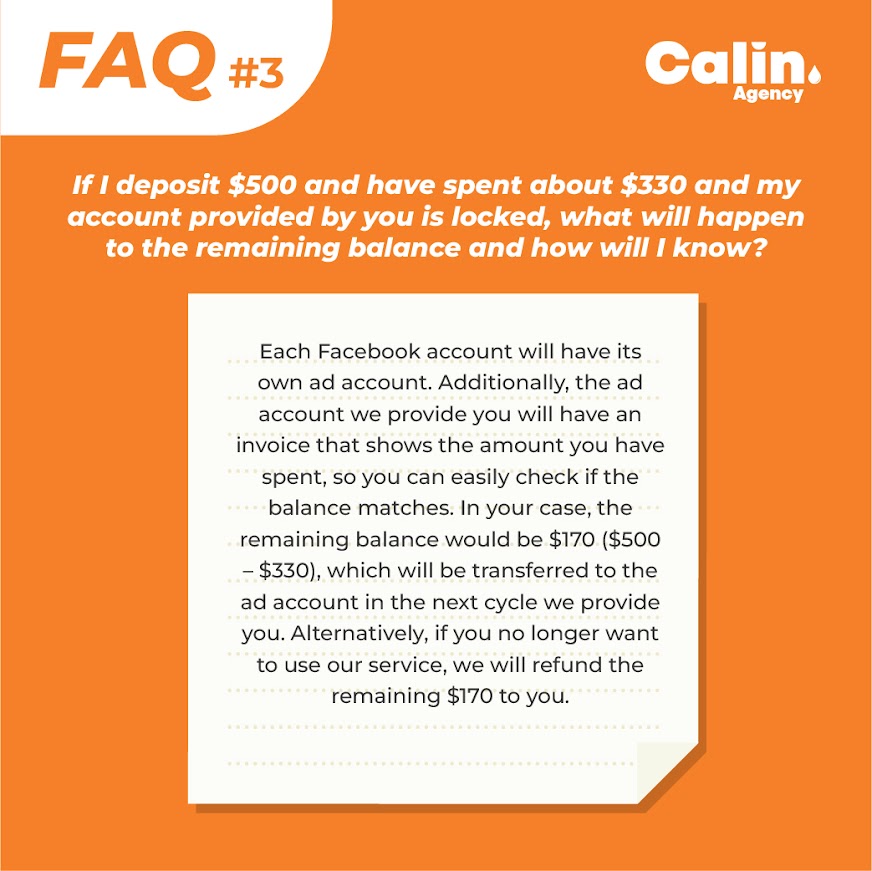 FAQ #3
Calin
Agency
If I deposit $500 and have spent about $330 and my
account provided by you is locked, what will happen
to the remaining balance and how will I know?
Each Facebook account will have its
own ad account. Additionally, the ad
account we provide you will have an
invoice that shows the amount you have
spent, so you can easily check if the
balance matches. In your case, the
remaining balance would be $170 ($500
– $330), which will be transferred to the
ad account in the next cycle we provide
you. Alternatively, if you no longer want
to use our service, we will refund the
remaining $170 to you.